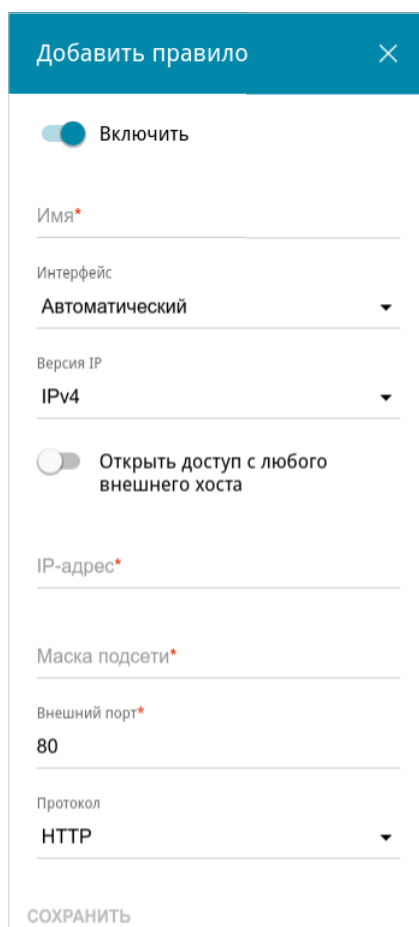 Добавить правило
Включить
Имя*
Интерфейс
Автоматический
Версия IP
IPv4
Открыть доступ с любого
внешнего хоста
IP-адрес*
Маска подсети*
Внешний порт*
80
Протокол
HTTP
СОХРАНИТЬ